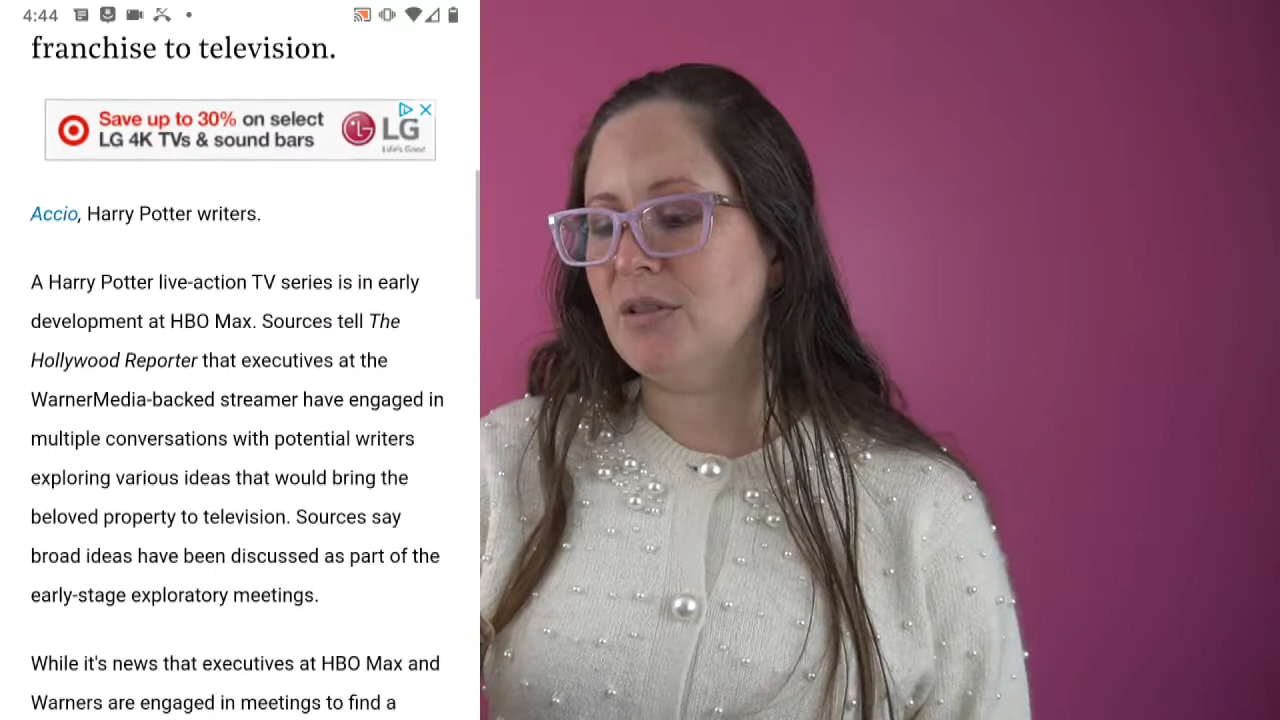 4:44
franchise to television.
Save up to 30% on select
LG 4K TVs & sound bars
LG
Life's Good
Accio, Harry Potter writers.
A Harry Potter live-action TV series is in early
development at HBO Max. Sources tell The
Hollywood Reporter that executives at the
WarnerMedia-backed streamer have engaged in
multiple conversations with potential writers
exploring various ideas that would bring the
beloved property to television. Sources say
broad ideas have been discussed as part of the
early-stage exploratory meetings.
While it's news that executives at HBO Max and
Warners are engaged in meetings to find a